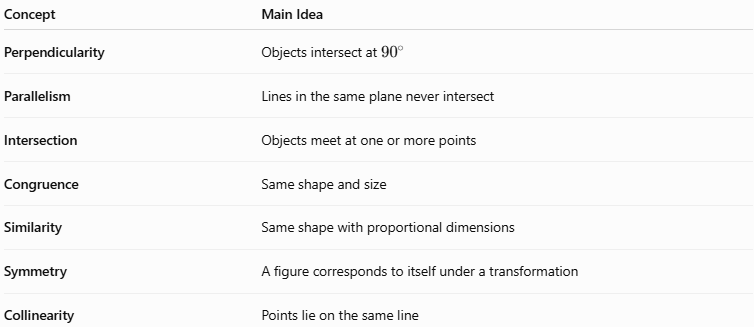 Concept Main Idea
Perpendicularity Objects intersect at 90°
Parallelism Lines in the same plane never intersect
Intersection Objects meet at one or more points
Congruence Same shape and size
Similarity Same shape with proportional dimensions
Symmetry A figure corresponds to itself under a transformation
Collinearity Points lie on the same line